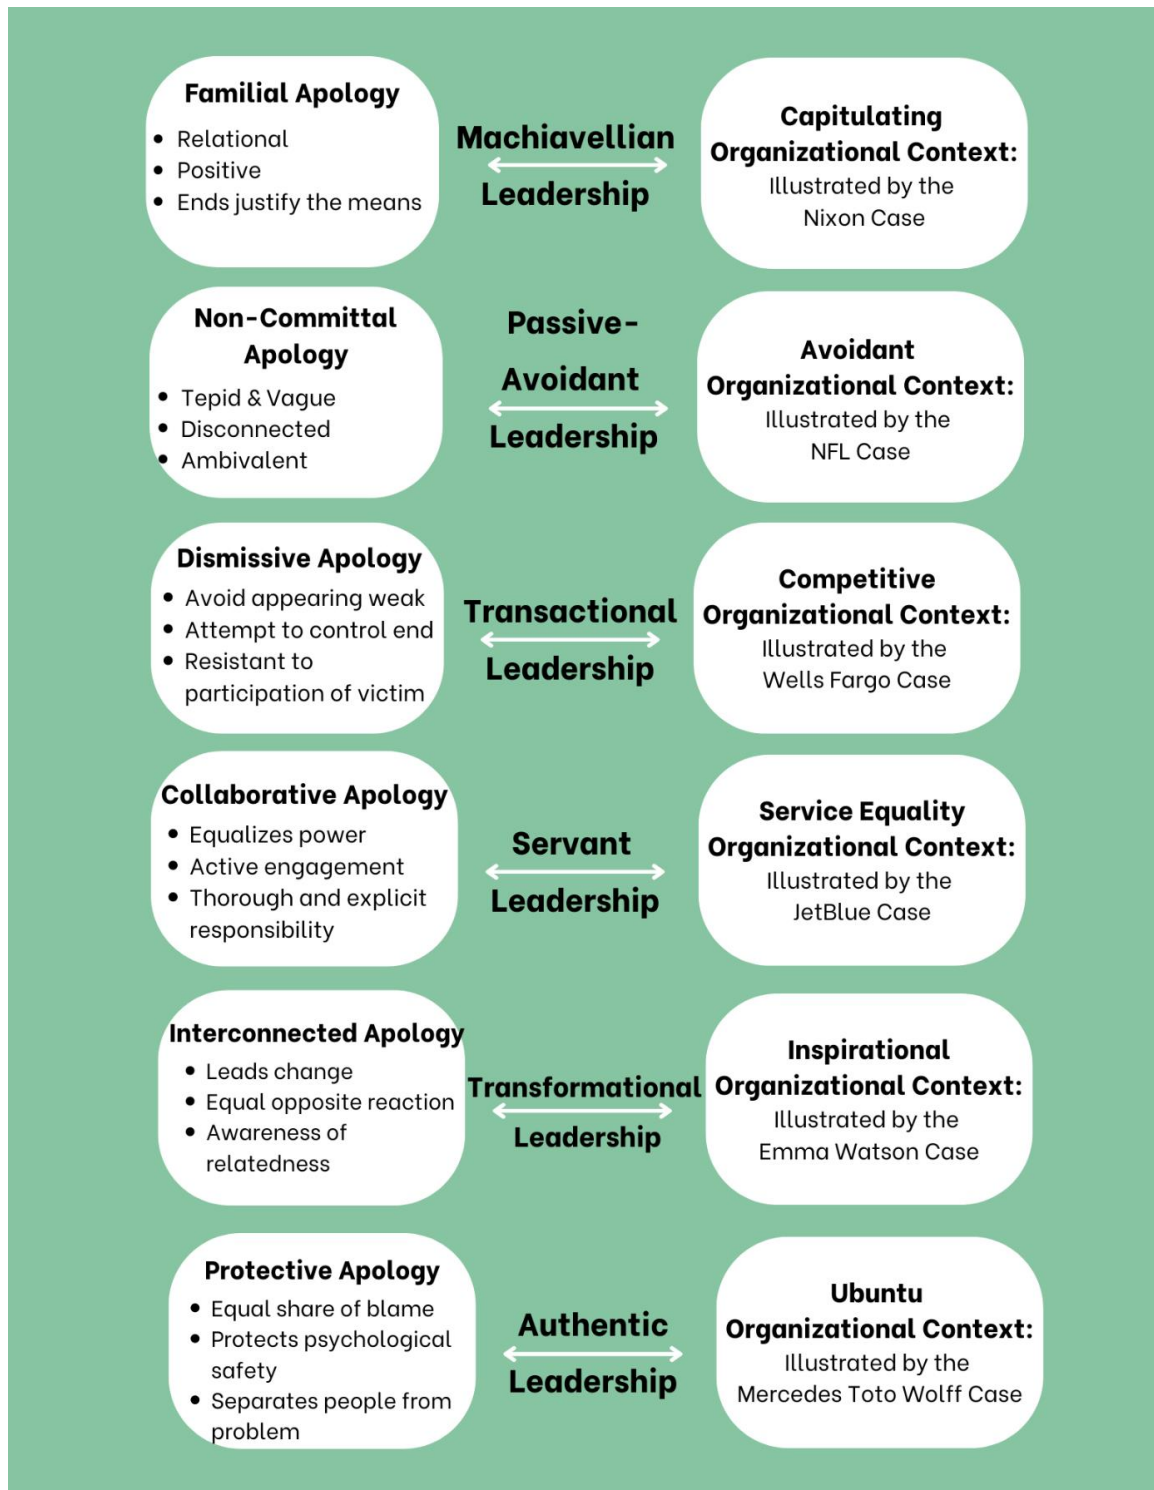 Familial Apology
• Relational
• Positive
• Ends justify the means
Machiavellian
Leadership
Capitulating
Organizational Context:
Illustrated by the
Nixon Case
Non-Committal
Apology
• Tepid & Vague
• Disconnected
• Ambivalent
Passive-
Avoidant
Leadership
Avoidant
Organizational Context:
Illustrated by the
NFL Case
Dismissive Apology
• Avoid appearing weak
• Attempt to control end
• Resistant to
participation of victim
Transactional
Leadership
Competitive
Organizational Context:
Illustrated by the
Wells Fargo Case
Collaborative Apology
• Equalizes power
• Active engagement
• Thorough and explicit
responsibility
Servant
Leadership
Service Equality
Organizational Context:
Illustrated by the
JetBlue Case
Interconnected Apology
• Leads change
• Equal opposite reaction
• Awareness of
relatedness
Transformational
Leadership
Inspirational
Organizational Context:
Illustrated by the
Emma Watson Case
Protective Apology
• Equal share of blame
• Protects psychological
safety
• Separates people from
problem
Authentic
Leadership
Ubuntu
Organizational Context:
Illustrated by the
Mercedes Toto Wolff Case